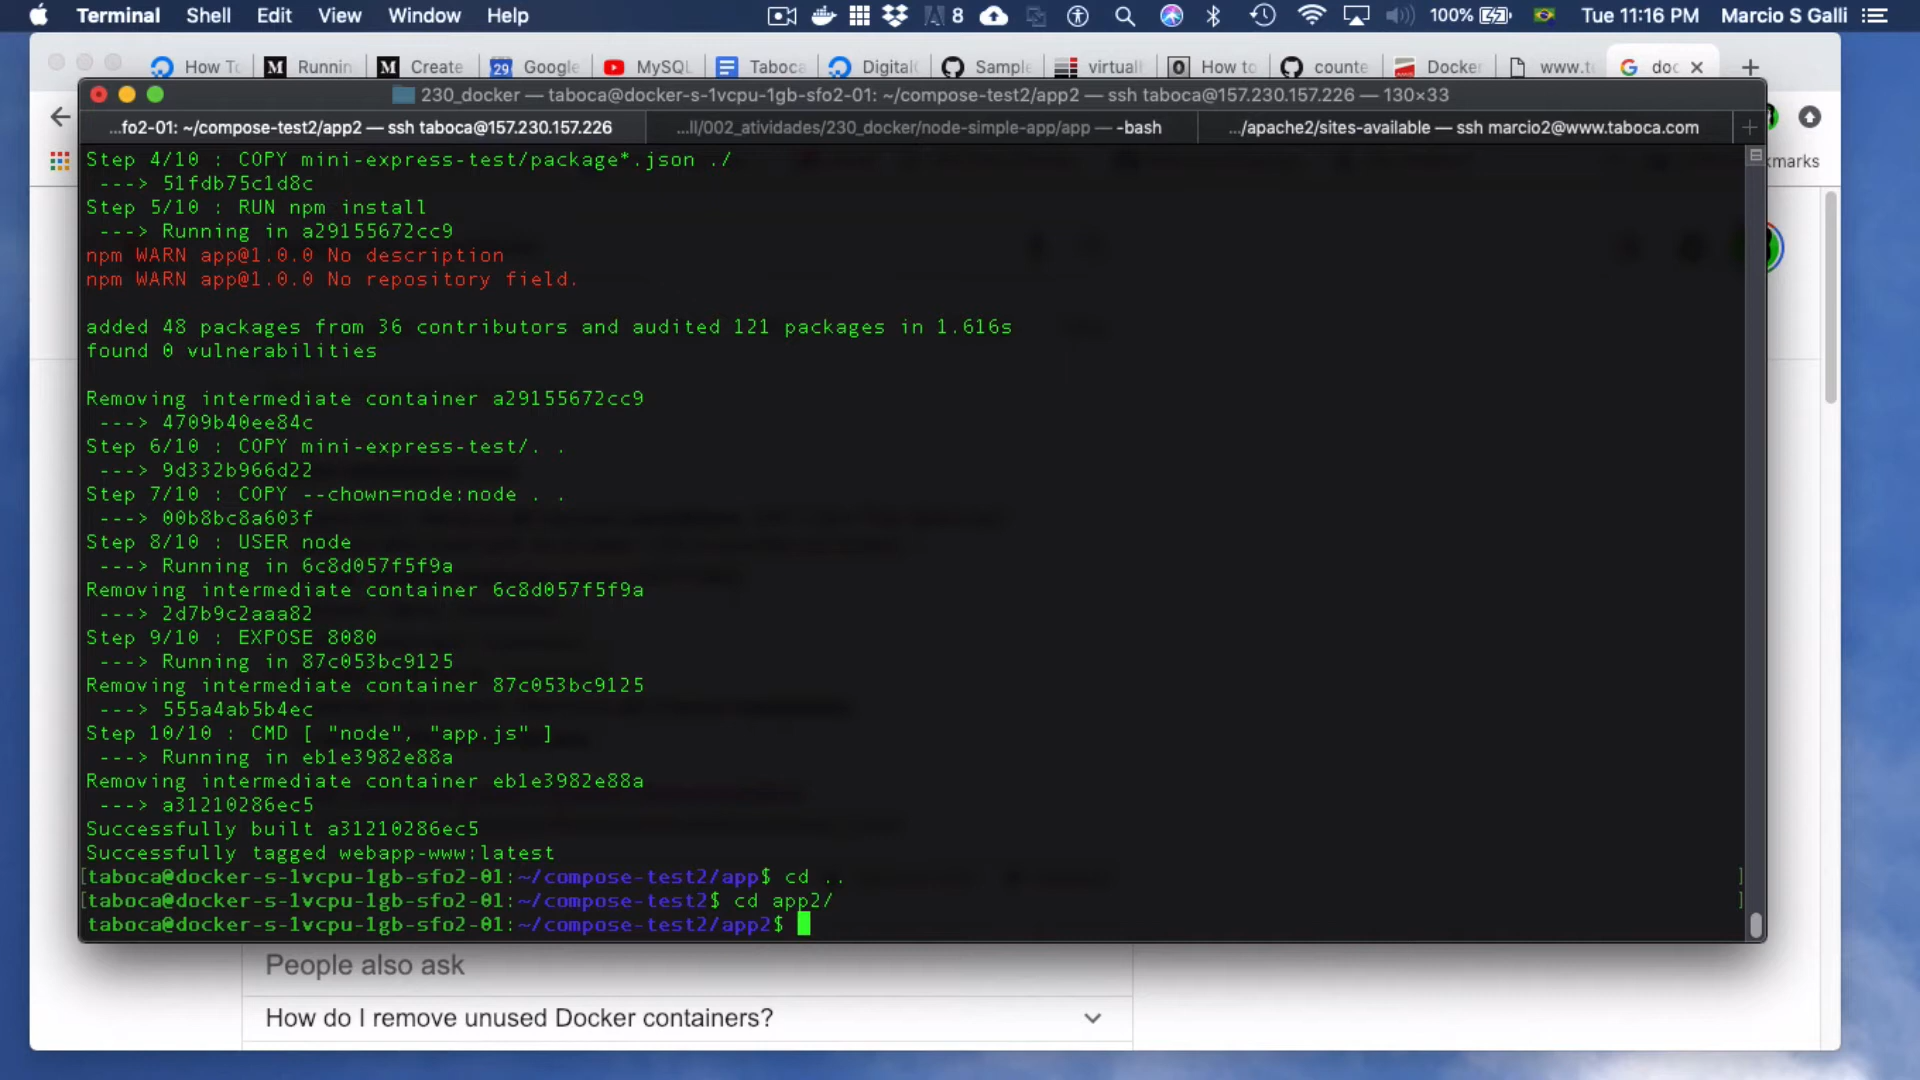 Terminal Shell Edit View Window Help 8 100% Tue 11:16 PM Marcio S Galli
How To Runnin Create Google MySQL Taboca Digital Sample virtuall How to counte Docker www.t doc
230_docker — taboca@docker-s-1vcpu-1gb-sfo2-01: ~/compose-test2/app2 — ssh taboca@157.230.157.226 — 130×33
...fo2-01: ~/compose-test2/app2 — ssh taboca@157.230.157.226 ...ll/002_atividades/230_docker/node-simple-app/app — -bash .../apache2/sites-available — ssh marcio2@www.taboca.com
kmarks
Step 4/10 : COPY mini-express-test/package*.json ./
---> 51fdb75c1d8c
Step 5/10 : RUN npm install
---> Running in a29155672cc9
npm WARN app@1.0.0 No description
npm WARN app@1.0.0 No repository field.
added 48 packages from 36 contributors and audited 121 packages in 1.616s
found 0 vulnerabilities
Removing intermediate container a29155672cc9
---> 4709b40ee84c
Step 6/10 : COPY mini-express-test/. .
---> 9d332b966d22
Step 7/10 : COPY --chown=node:node . .
---> 00b8bc8a603f
Step 8/10 : USER node
---> Running in 6c8d057f5f9a
Removing intermediate container 6c8d057f5f9a
---> 2d7b9c2aaa82
Step 9/10 : EXPOSE 8080
---> Running in 87c053bc9125
Removing intermediate container 87c053bc9125
---> 555a4ab5b4ec
Step 10/10 : CMD [ "node", "app.js" ]
---> Running in eb1e3982e88a
Removing intermediate container eb1e3982e88a
---> a31210286ec5
Successfully built a31210286ec5
Successfully tagged webapp-www:latest
[taboca@docker-s-1vcpu-1gb-sfo2-01:~/compose-test2/app$ cd .. ]
[taboca@docker-s-1vcpu-1gb-sfo2-01:~/compose-test2$ cd app2/ ]
taboca@docker-s-1vcpu-1gb-sfo2-01:~/compose-test2/app2$
People also ask
How do I remove unused Docker containers?